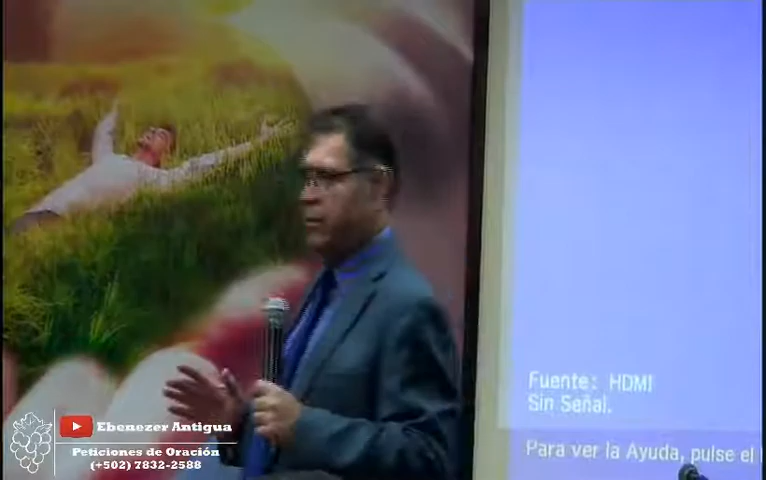 Fuente: HDMI
Sin Señal.
Para ver la Ayuda, pulse el
Ebenezer Antigua
Peticiones de Oración
(+502) 7832-2588